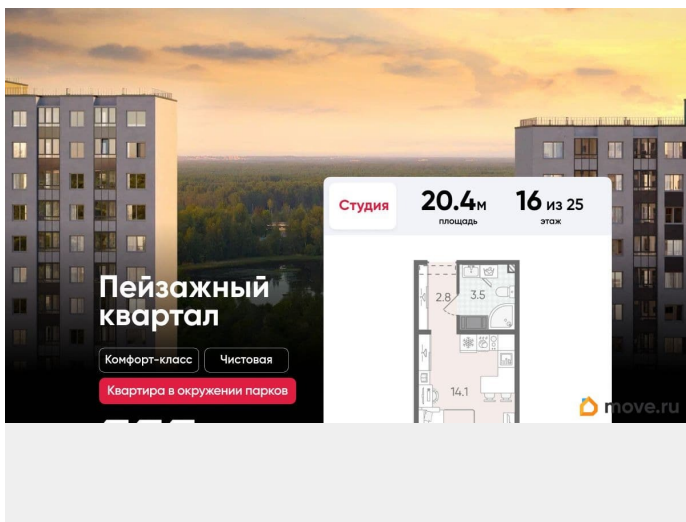 Студия
20.4м
площадь
16 из 25
этаж
2.8
3.5
14.1
Пейзажный
квартал
Комфорт-класс
Чистовая
Квартира в окружении парков
move.ru